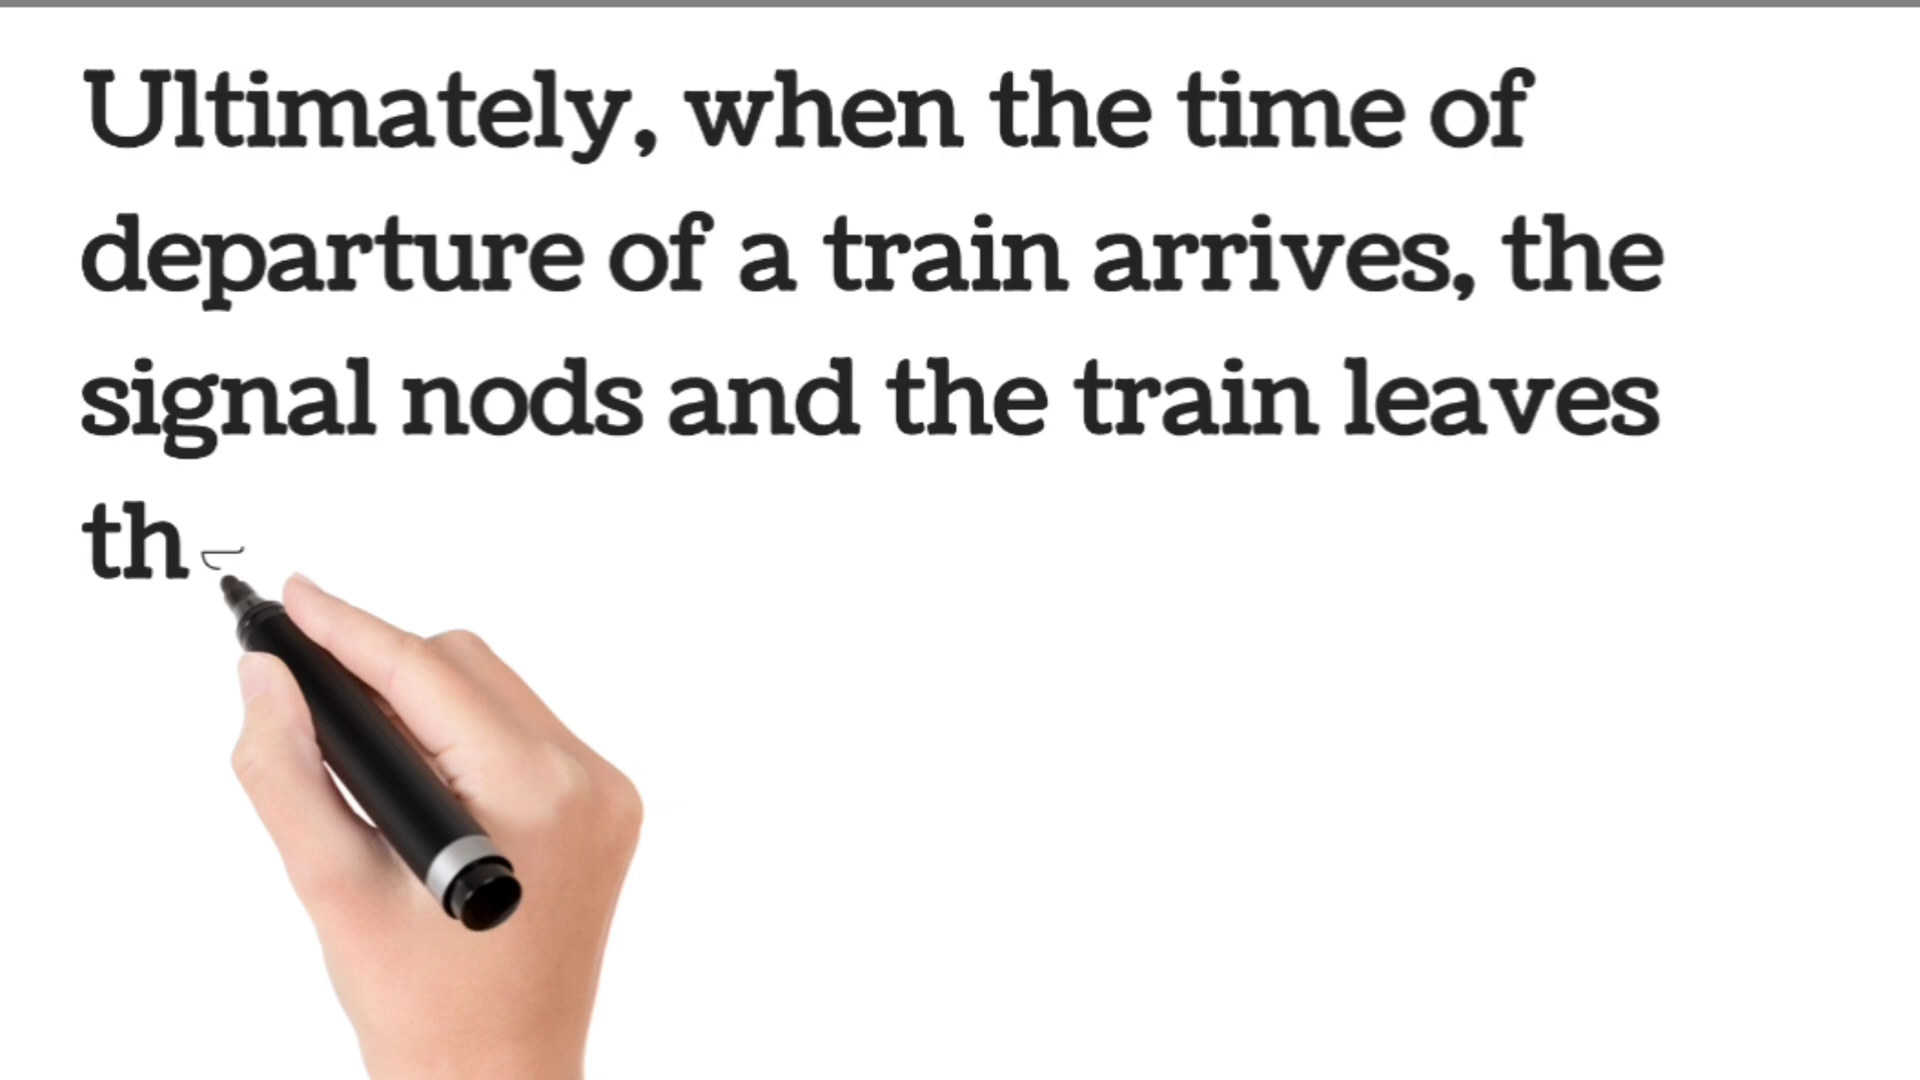 Ultimately, when the time of
departure of a train arrives, the
signal nods and the train leaves
th